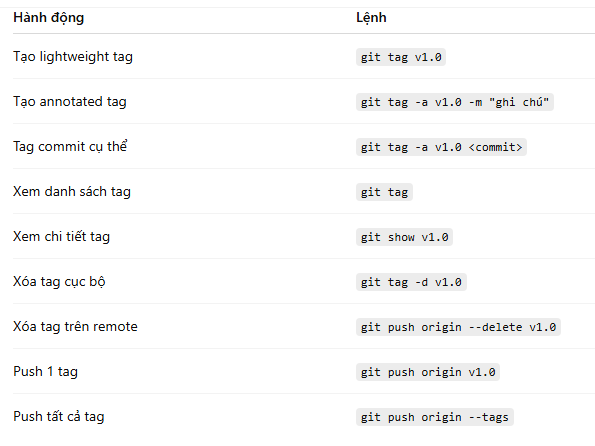 Hành động Lệnh
Tạo lightweight tag git tag v1.0
Tạo annotated tag git tag -a v1.0 -m "ghi chú"
Tag commit cụ thể git tag -a v1.0 <commit>
Xem danh sách tag git tag
Xem chi tiết tag git show v1.0
Xóa tag cục bộ git tag -d v1.0
Xóa tag trên remote git push origin --delete v1.0
Push 1 tag git push origin v1.0
Push tất cả tag git push origin --tags